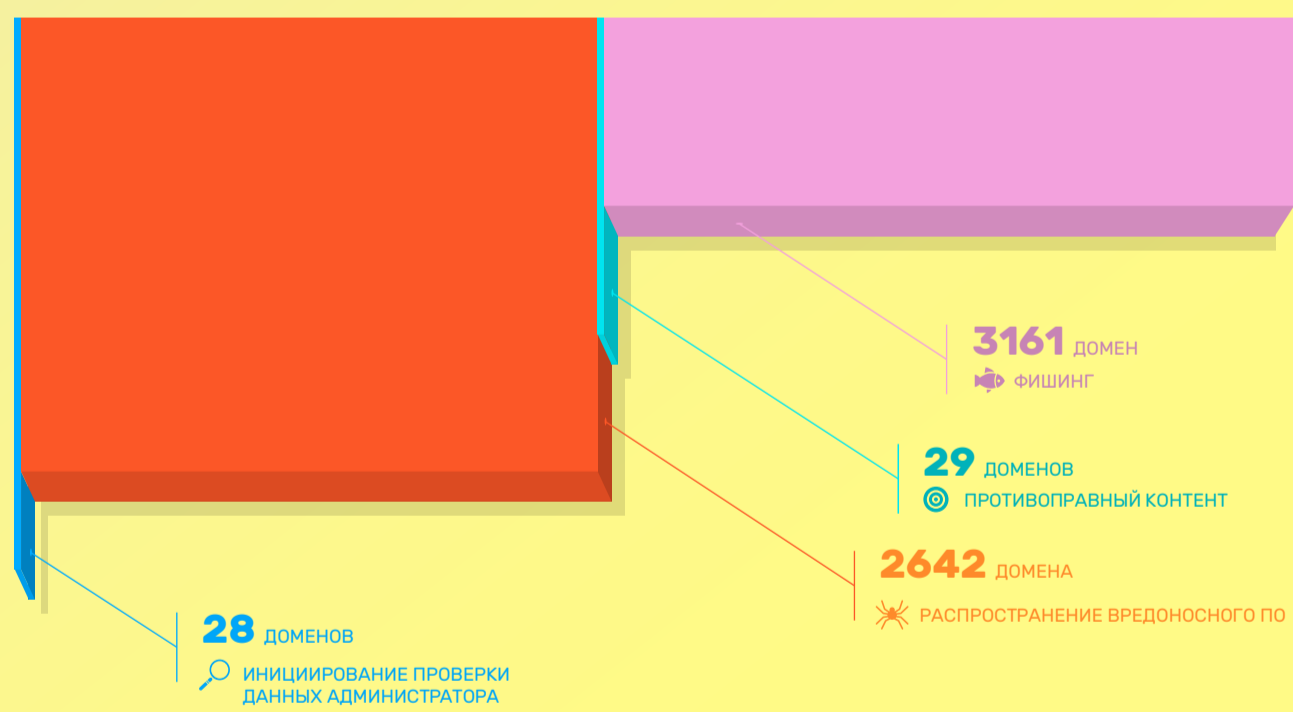 3161 ДОМЕН
ФИШИНГ
29 ДОМЕНОВ
ПРОТИВОПРАВНЫЙ КОНТЕНТ
2642 ДОМЕНА
РАСПРОСТРАНЕНИЕ ВРЕДОНОСНОГО ПО
28 ДОМЕНОВ
ИНИЦИИРОВАНИЕ ПРОВЕРКИ
ДАННЫХ АДМИНИСТРАТОРА